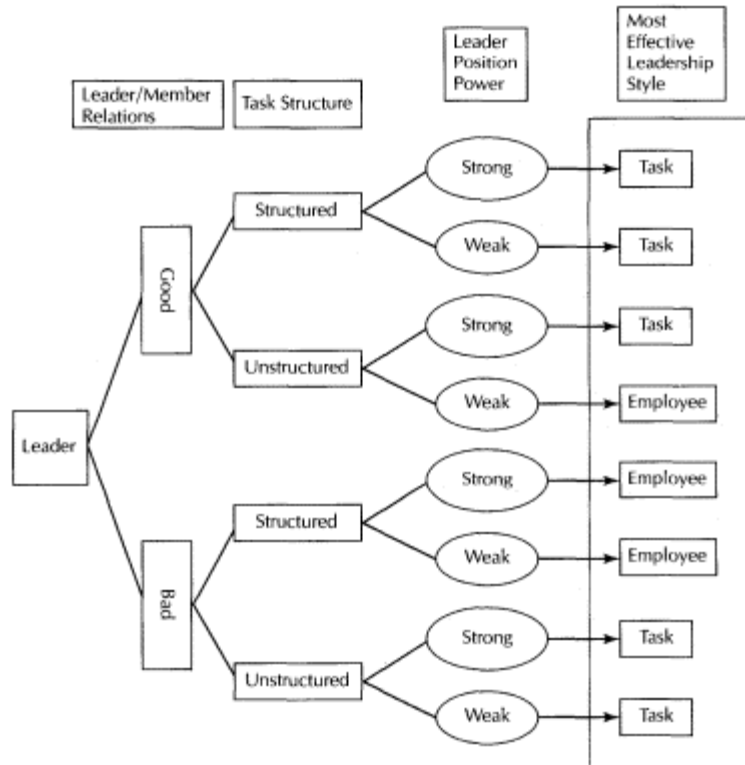 Leader
Position
Power
Most
Effective
Leadership
Style
Leader/Member
Relations
Task Structure
Strong
Task
Structured
Weak
Task
Good
Strong
Task
Unstructured
Weak
Employee
Leader
Strong
Employee
Structured
Weak
Employee
Bad
Strong
Task
Unstructured
Weak
Task